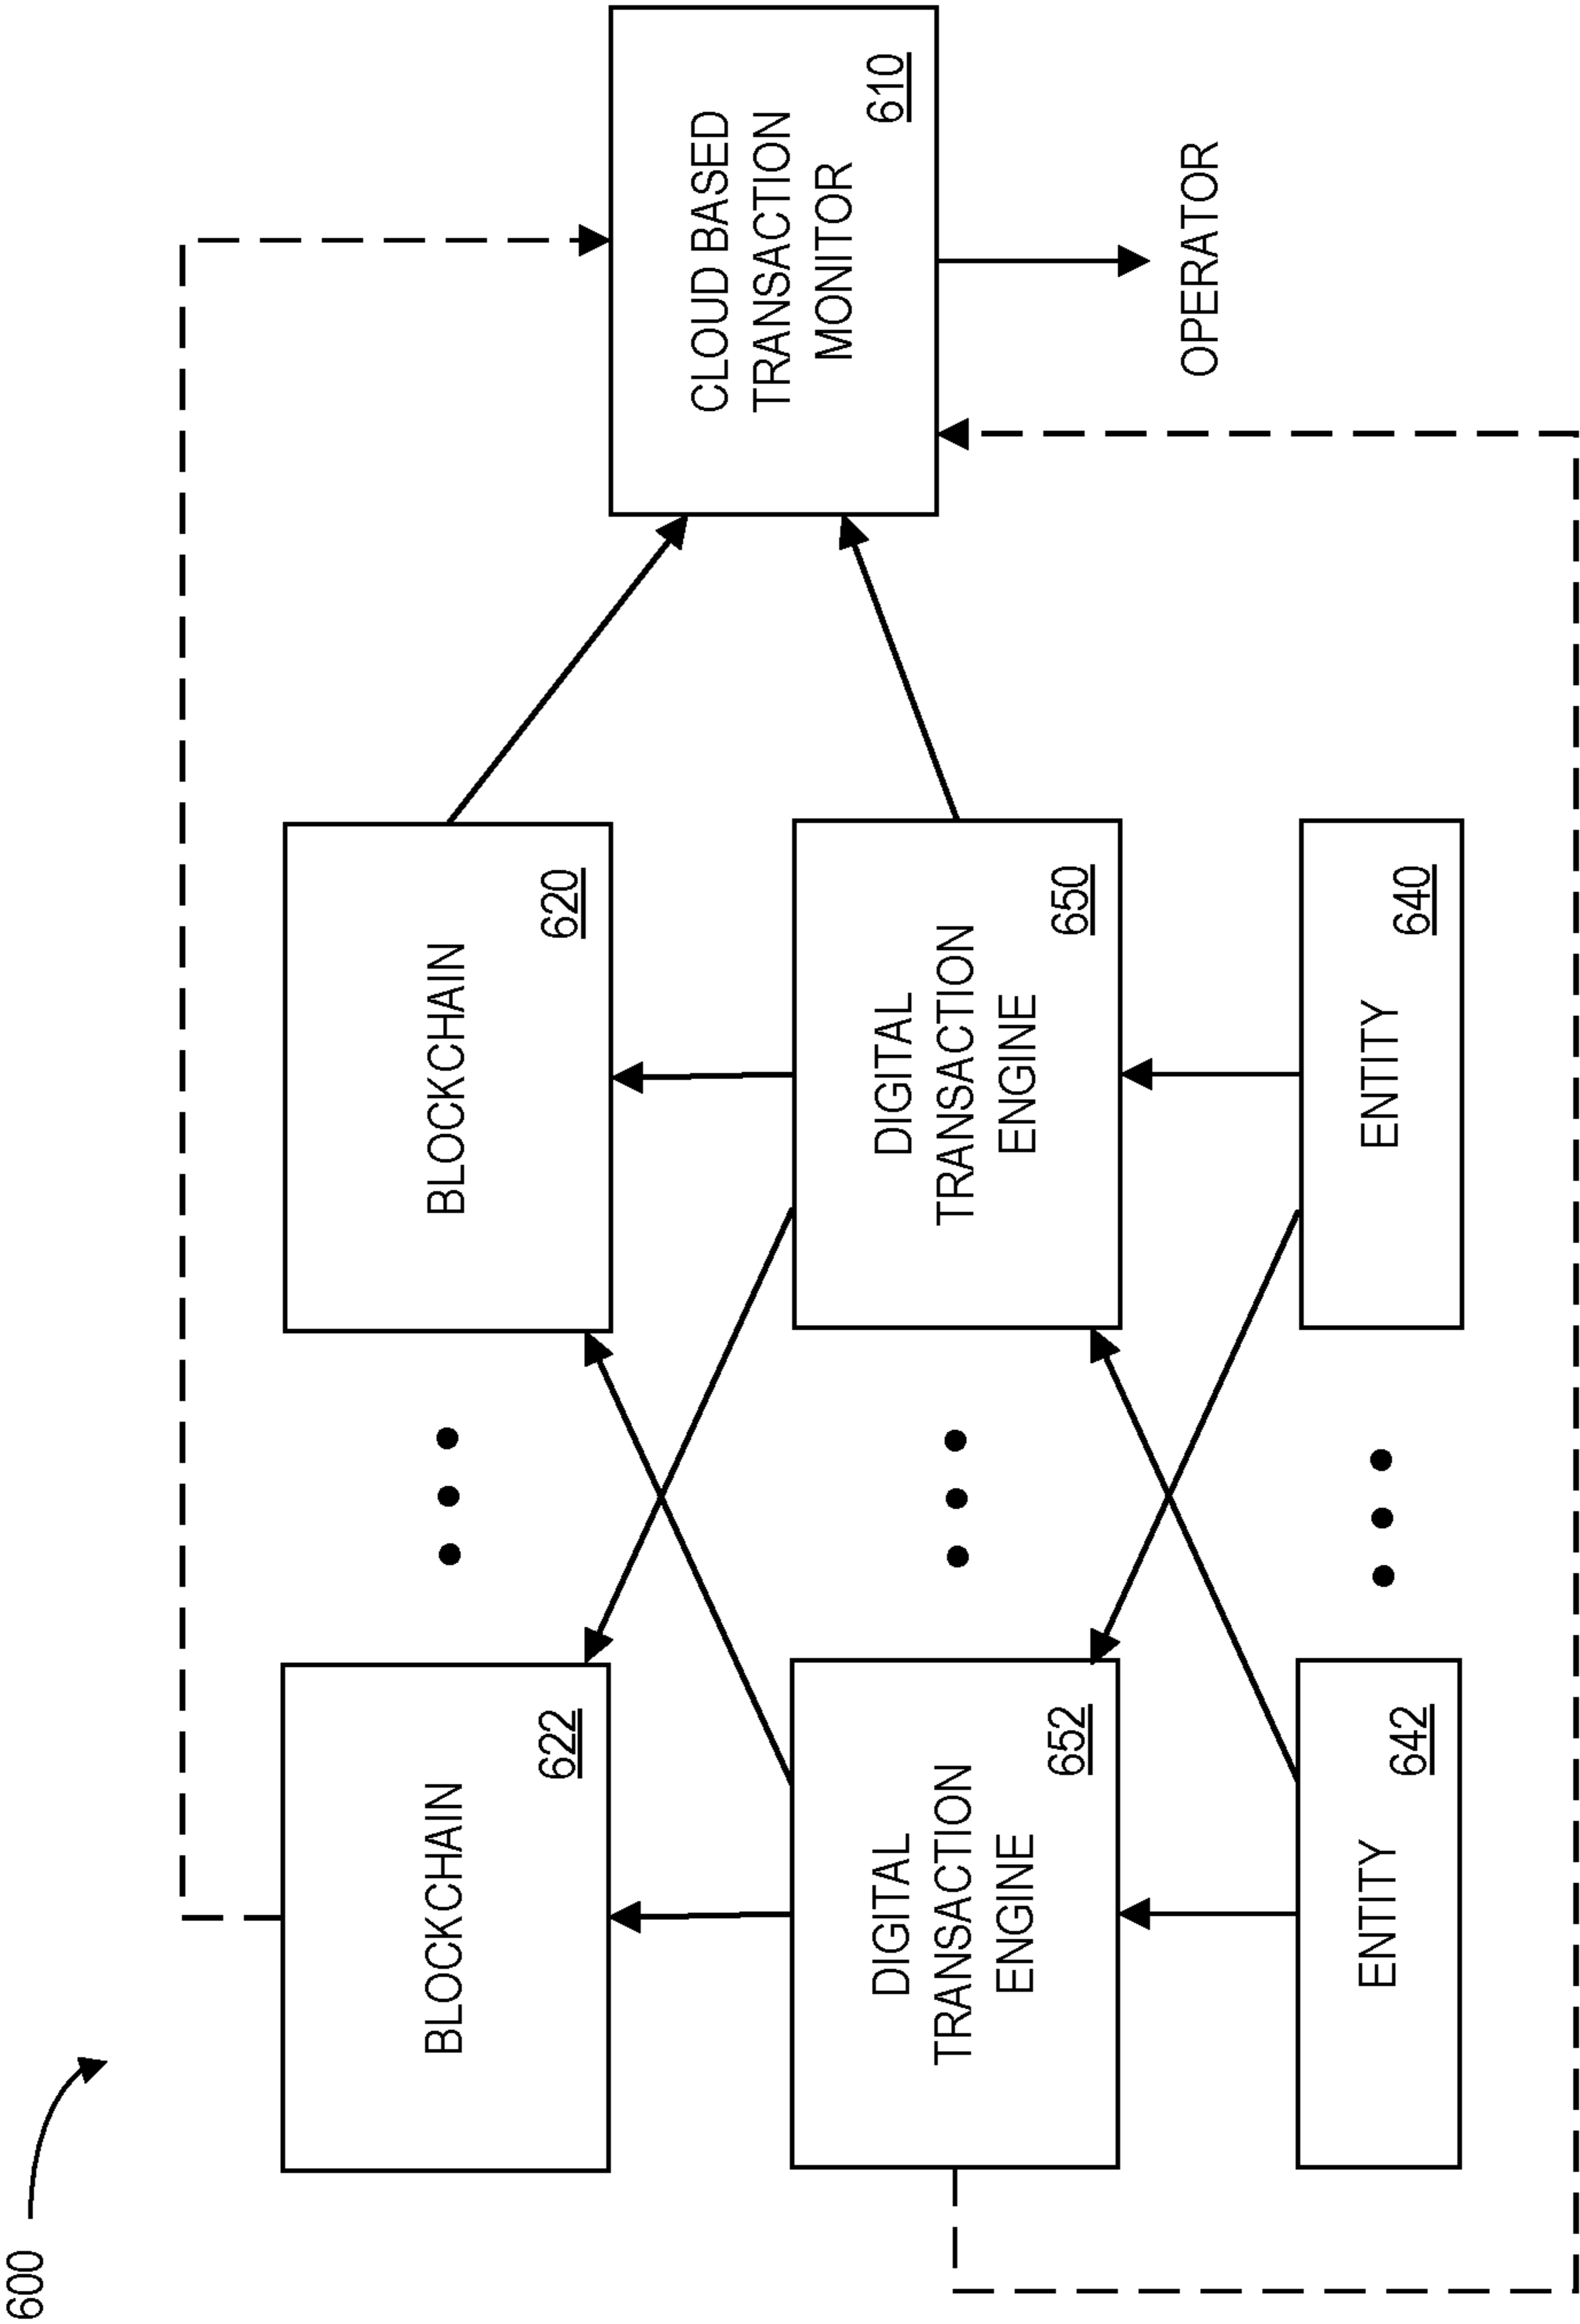 600
BLOCKCHAIN
622
BLOCKCHAIN
620
DIGITAL
TRANSACTION
ENGINE
652
DIGITAL
TRANSACTION
ENGINE
650
ENTITY
642
ENTITY
640
CLOUD BASED
TRANSACTION
MONITOR
610
OPERATOR